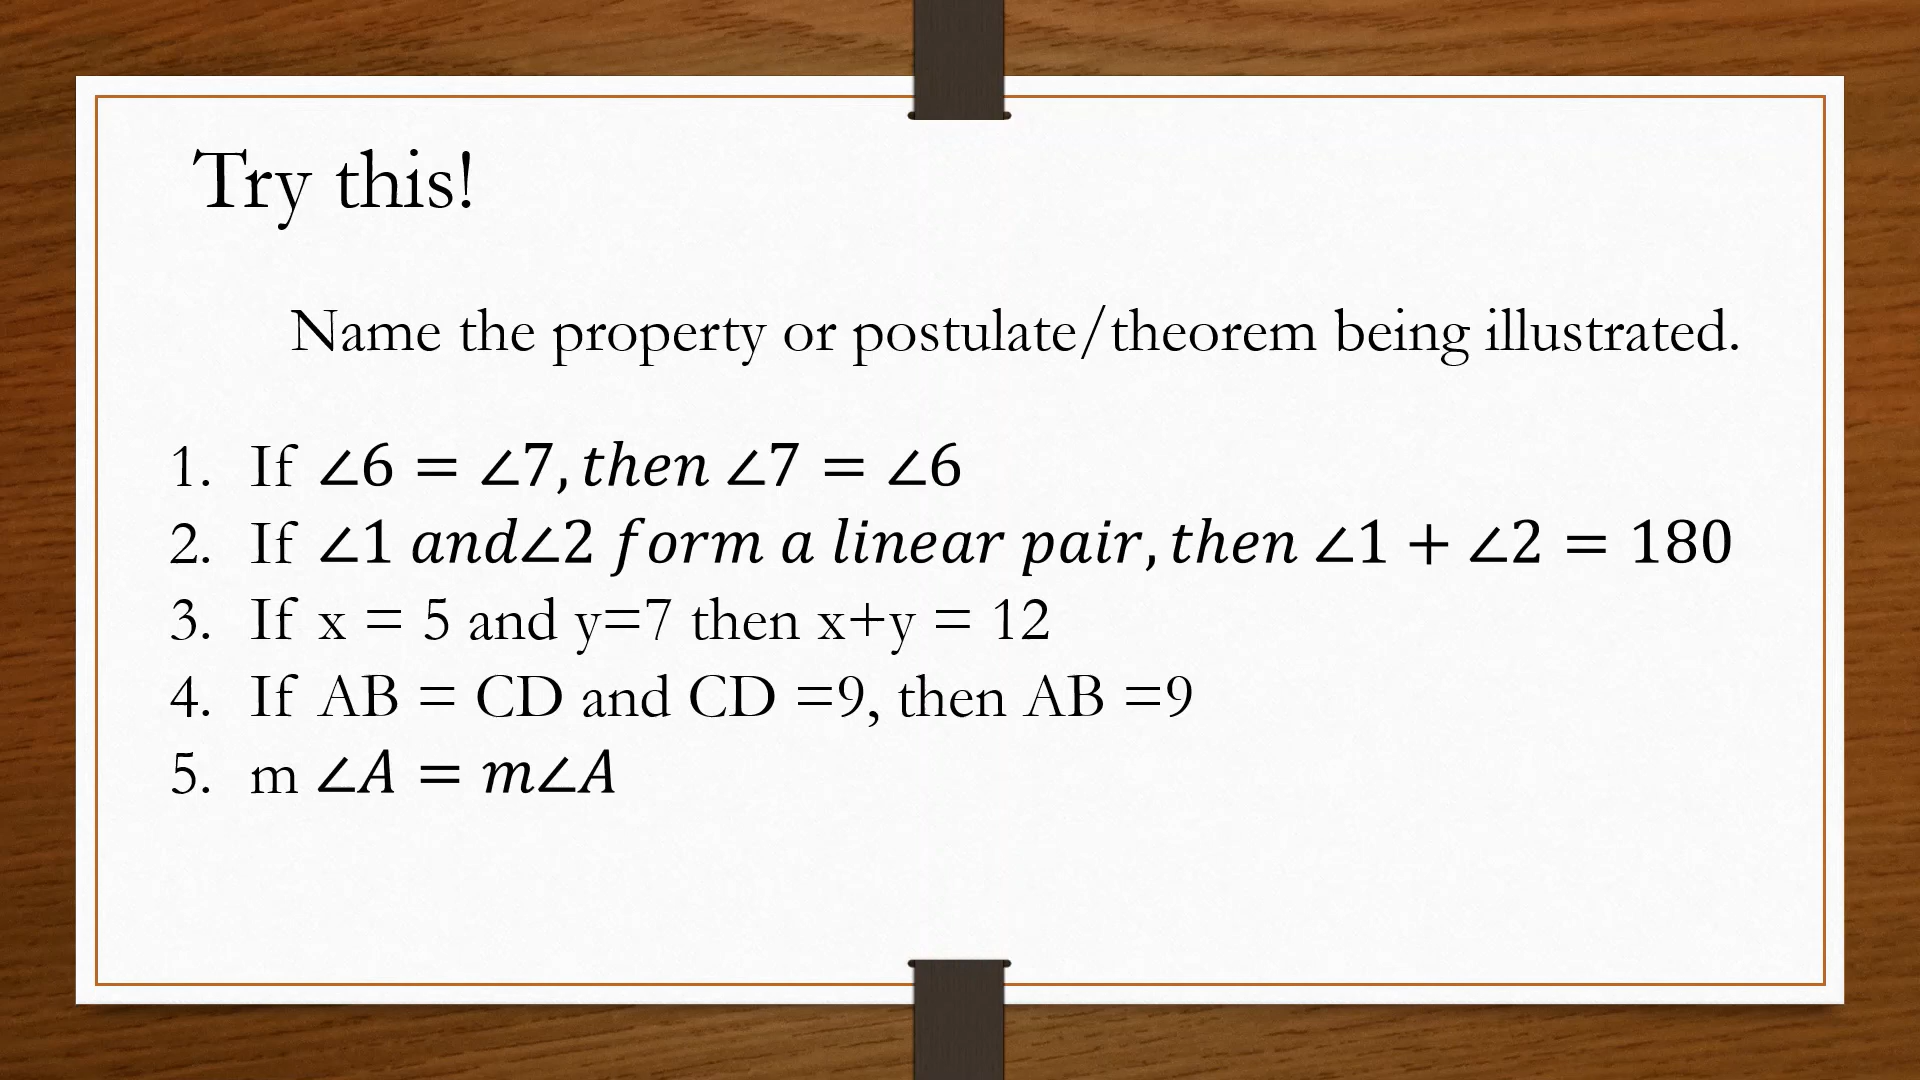 Try this!
Name the property or postulate/theorem being illustrated.
1. If ∠6 = ∠7, then ∠7 = ∠6
2. If ∠1 and∠2 form a linear pair, then ∠1 + ∠2 = 180
3. If x = 5 and y=7 then x+y = 12
4. If AB = CD and CD =9, then AB =9
5. m ∠A = m∠A